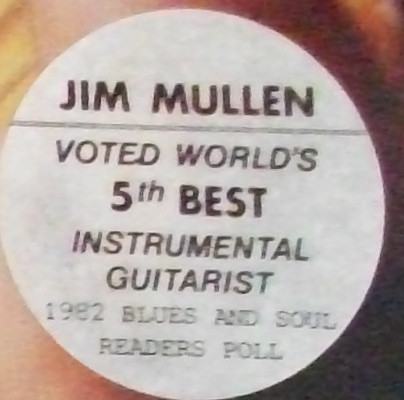 JIM MULLEN
VOTED WORLD'S
5th BEST
INSTRUMENTAL
GUITARIST
1982 BLUES AND SOUL
READERS POLL